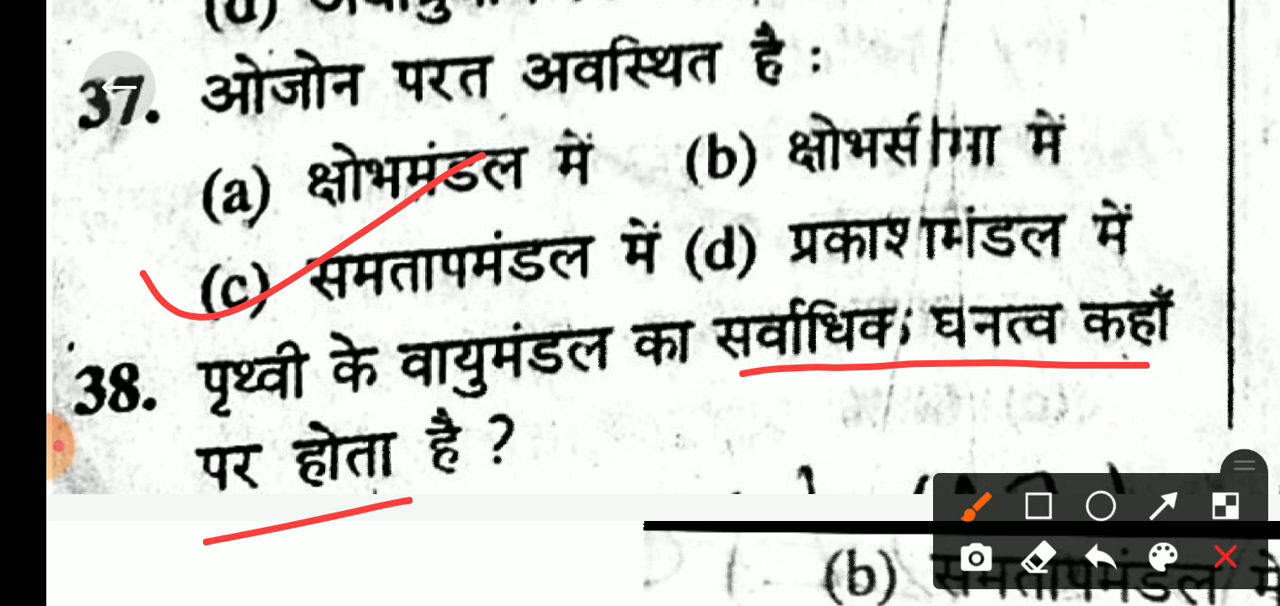 37. ओजोन परत अवस्थित है :
(a) क्षोभमंडल में (b) क्षोभसीमा में
(c) समतापमंडल में (d) प्रकाशमंडल में
38. पृथ्वी के वायुमंडल का सर्वाधिक घनत्व कहाँ
पर होता है ?
(b) समतापमंडल में